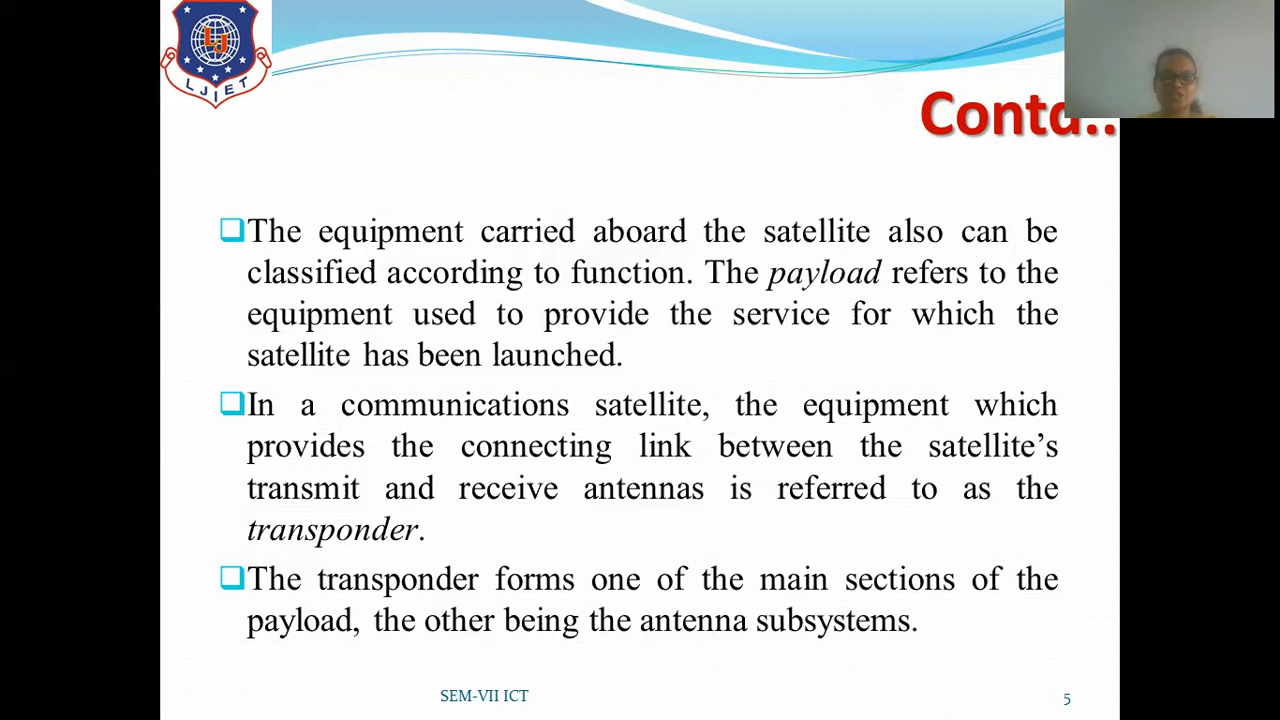 LJ
LJIET
Contd..
The equipment carried aboard the satellite also can be
classified according to function. The payload refers to the
equipment used to provide the service for which the
satellite has been launched.
In a communications satellite, the equipment which
provides the connecting link between the satellite’s
transmit and receive antennas is referred to as the
transponder.
The transponder forms one of the main sections of the
payload, the other being the antenna subsystems.
SEM-VII ICT
5